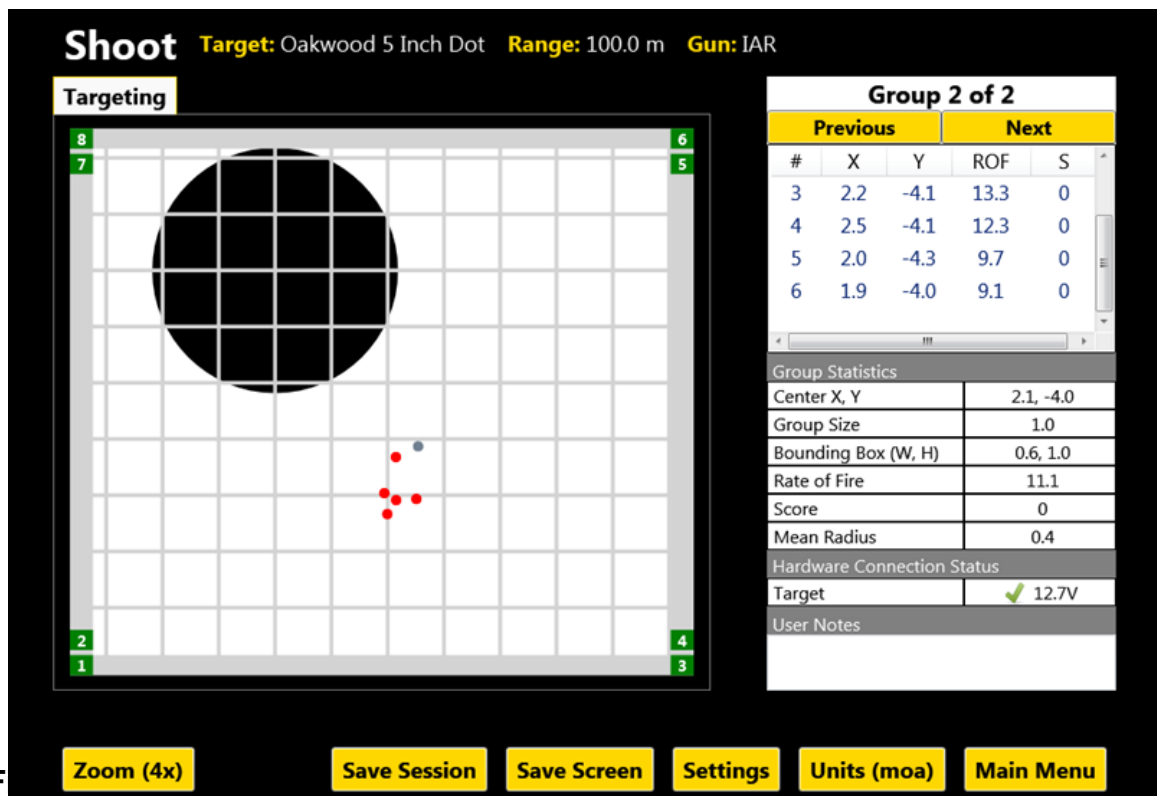 Shoot Target: Oakwood 5 Inch Dot Range: 100.0 m Gun: IAR
Targeting
8
6
7
5
2
4
1
3
Group 2 of 2
Previous Next
# X Y ROF S
3 2.2 -4.1 13.3 0
4 2.5 -4.1 12.3 0
5 2.0 -4.3 9.7 0
6 1.9 -4.0 9.1 0
Group Statistics
Center X, Y 2.1, -4.0
Group Size 1.0
Bounding Box (W, H) 0.6, 1.0
Rate of Fire 11.1
Score 0
Mean Radius 0.4
Hardware Connection Status
Target 12.7V
User Notes
Zoom (4x) Save Session Save Screen Settings Units (moa) Main Menu